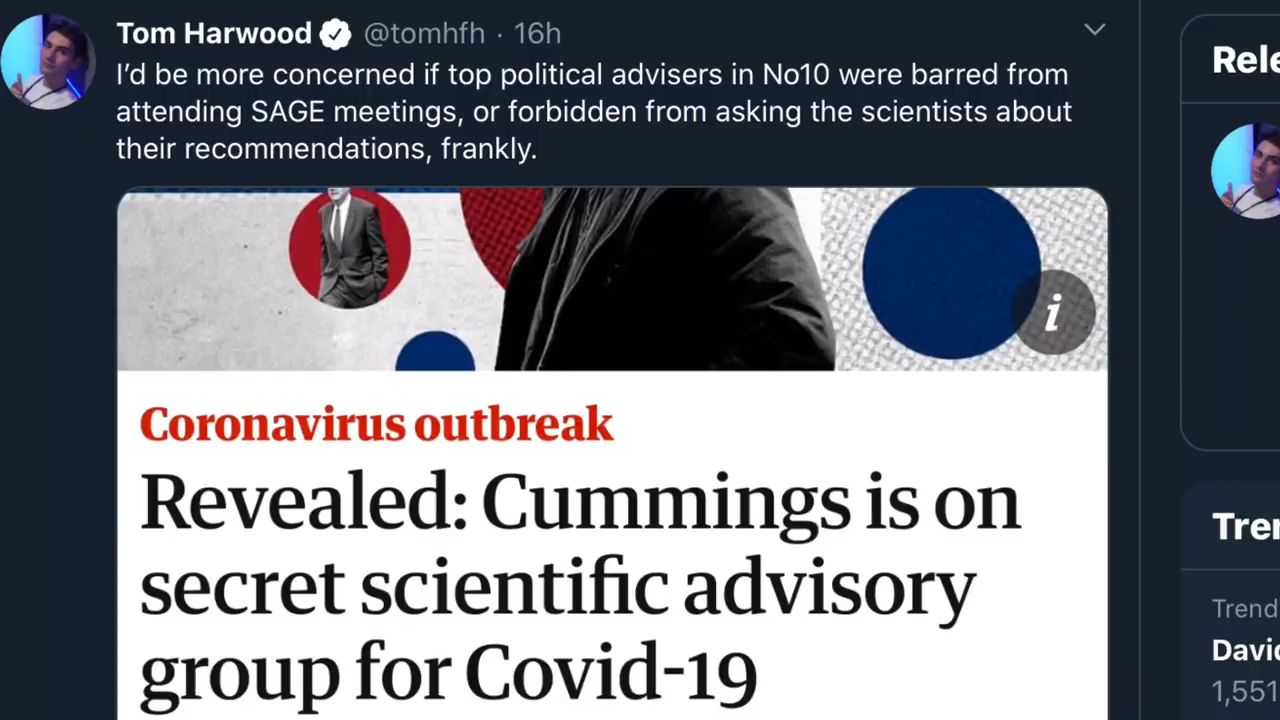 Tom Harwood @tomhfh · 16h
I’d be more concerned if top political advisers in No10 were barred from
attending SAGE meetings, or forbidden from asking the scientists about
their recommendations, frankly.
i
Coronavirus outbreak
Revealed: Cummings is on
secret scientific advisory
group for Covid-19
Rele
Tren
Trend
David
1,551